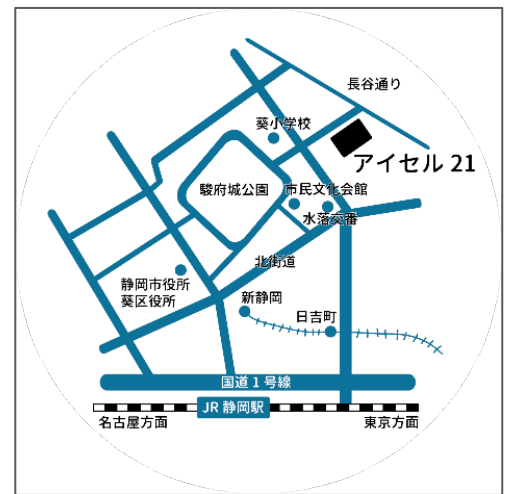 長谷通り
葵小学校
アイセル 21
駿府城公園
市民文化会館
水落交番
北街道
静岡市役所
葵区役所
新静岡
日吉町
国道 1 号線
JR 静岡駅
名古屋方面
東京方面